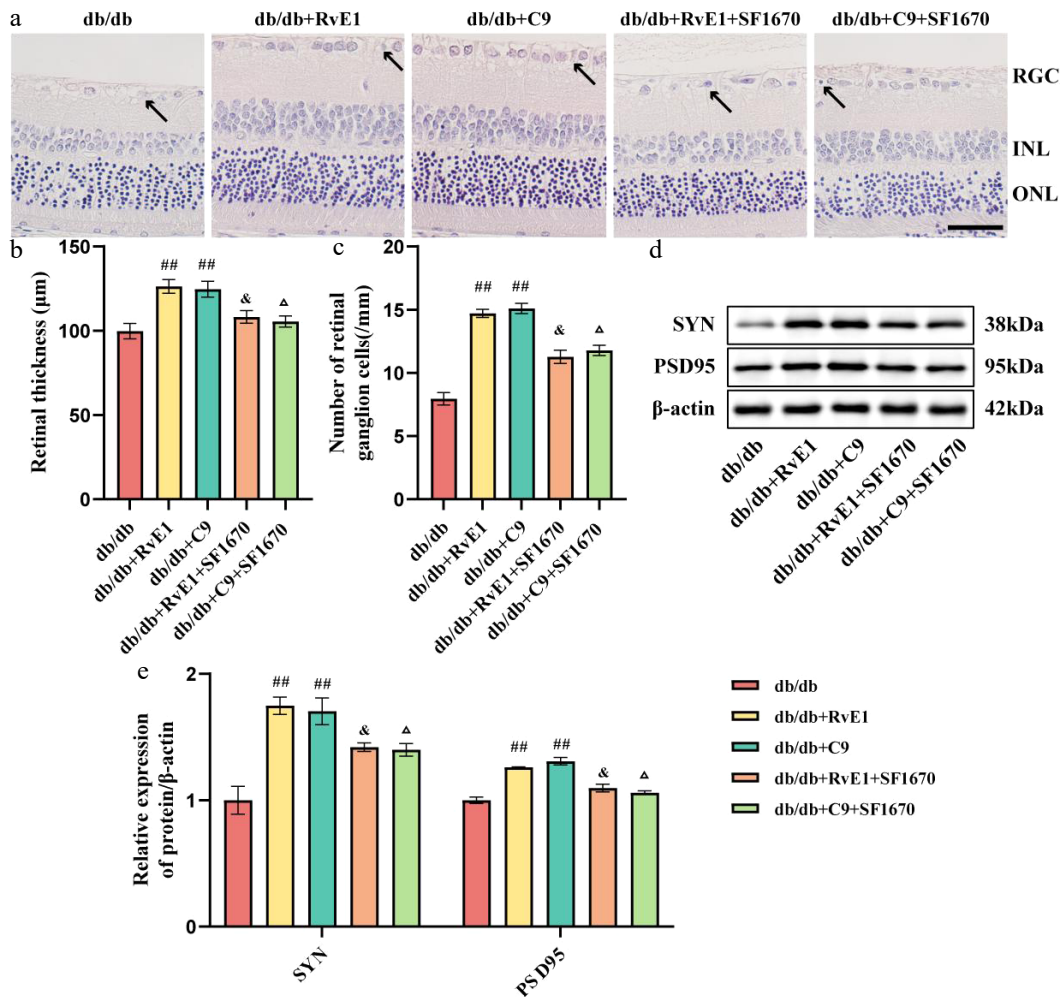 a
db/db
db/db+RvE1
db/db+C9
db/db+RvE1+SF1670
db/db+C9+SF1670
RGC
INL
ONL
b
Retinal thickness (μm)
150
100
50
0
##
##
&
Δ
db/db
db/db+RvE1
db/db+C9
db/db+RvE1+SF1670
db/db+C9+SF1670
c
Number of retinal
ganglion cells(/mm)
20
15
10
5
0
##
##
&
Δ
db/db
db/db+RvE1
db/db+C9
db/db+RvE1+SF1670
db/db+C9+SF1670
d
SYN
38kDa
PSD95
95kDa
β-actin
42kDa
db/db
db/db+RvE1
db/db+C9
db/db+RvE1+SF1670
db/db+C9+SF1670
e
Relative expression
of protein/β-actin
2
1
0
##
##
&
Δ
##
##
&
Δ
SYN
PSD95
db/db
db/db+RvE1
db/db+C9
db/db+RvE1+SF1670
db/db+C9+SF1670